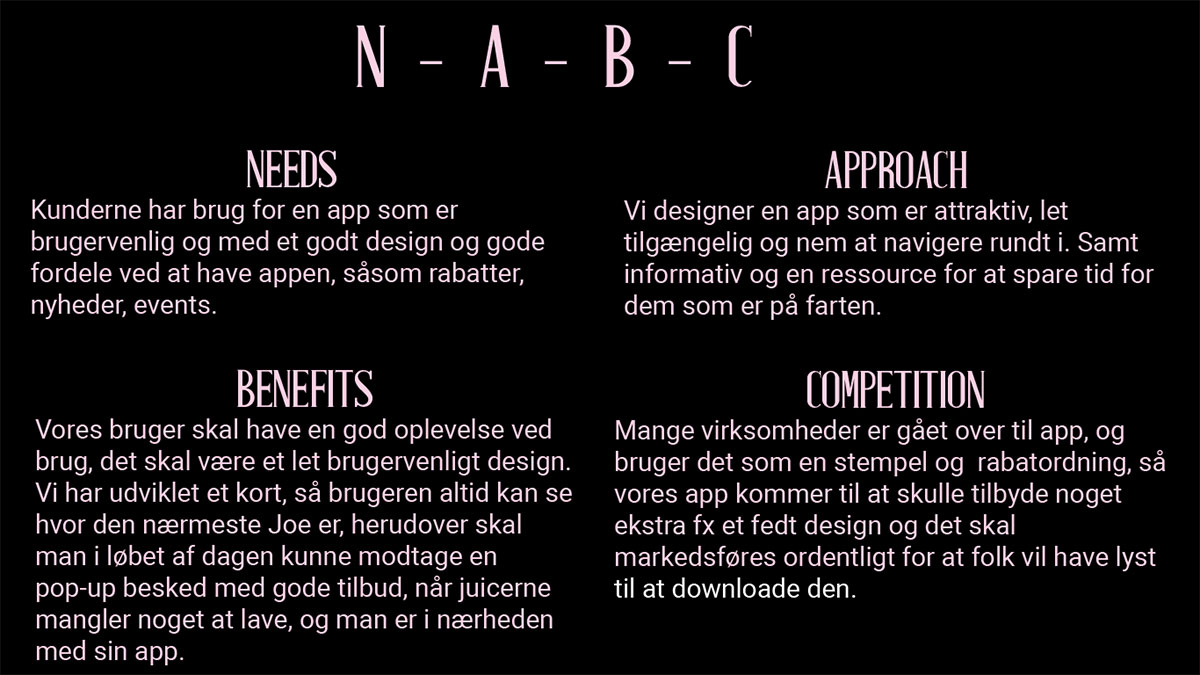 N - A - B - C
NEEDS
Kunderne har brug for en app som er
brugervenlig og med et godt design og gode
fordele ved at have appen, såsom rabatter,
nyheder, events.
APPROACH
Vi designer en app som er attraktiv, let
tilgængelig og nem at navigere rundt i. Samt
informativ og en ressource for at spare tid for
dem som er på farten.
BENEFITS
Vores bruger skal have en god oplevelse ved
brug, det skal være et let brugervenligt design.
Vi har udviklet et kort, så brugeren altid kan se
hvor den nærmeste Joe er, herudover skal
man i løbet af dagen kunne modtage en
pop-up besked med gode tilbud, når juicerne
mangler noget at lave, og man er i nærheden
med sin app.
COMPETITION
Mange virksomheder er gået over til app, og
bruger det som en stempel og  rabatordning, så
vores app kommer til at skulle tilbyde noget
ekstra fx et fedt design og det skal
markedsføres ordentligt for at folk vil have lyst
til at downloade den.